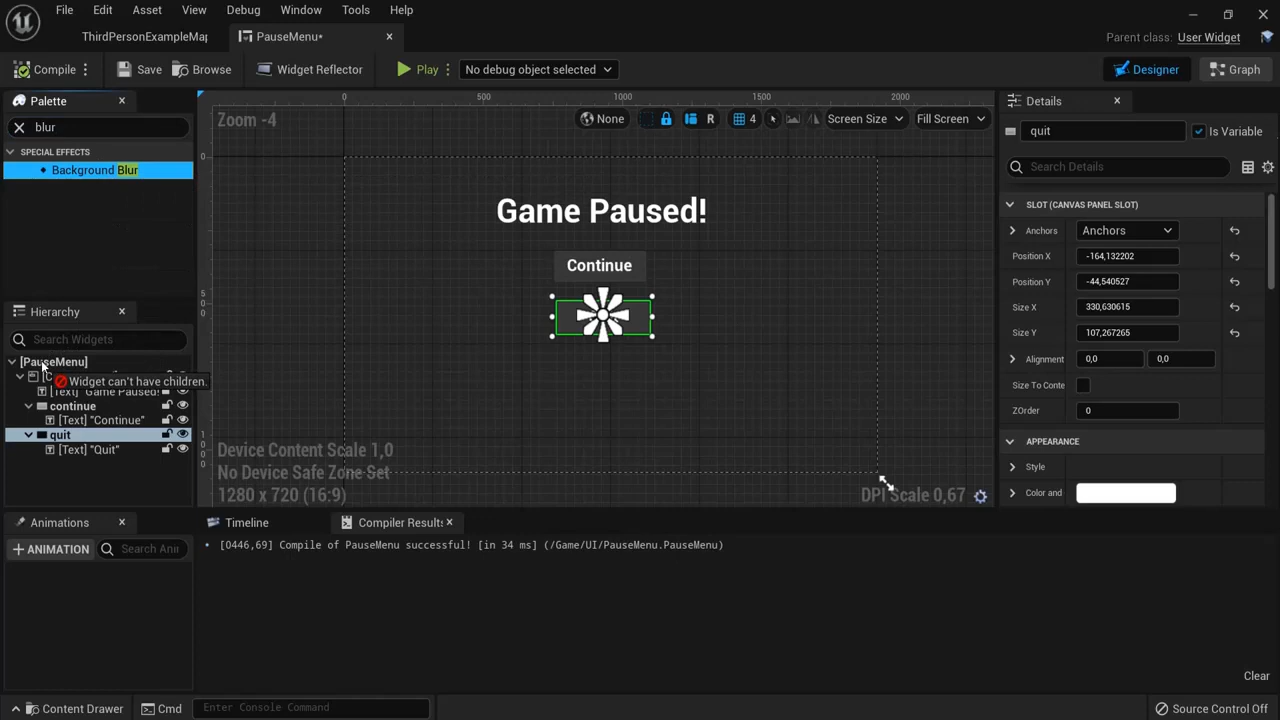 File Edit Asset View Debug Window Tools Help
ThirdPersonExampleMap
PauseMenu*
Parent class: User Widget
Compile
Save
Browse
Widget Reflector
Play
No debug object selected
Designer
Graph
Palette
blur
SPECIAL EFFECTS
Background Blur
Hierarchy
Search Widgets
[PauseMenu]
Widget can't have children.
[Text] "Game Paused!
continue
[Text] "Continue"
quit
[Text] "Quit"
0 500 1000 1500 2000
Zoom -4
None
R
4
Screen Size
Fill Screen
0
500
1000
Game Paused!
Continue
Device Content Scale 1,0
No Device Safe Zone Set
1280 x 720 (16:9)
DPI Scale 0,67
Details
quit
Is Variable
Search Details
SLOT (CANVAS PANEL SLOT)
Anchors
Anchors
Position X
-164,132202
Position Y
-44,540527
Size X
330,630615
Size Y
107,267265
Alignment
0,0
0,0
Size To Conte
ZOrder
0
APPEARANCE
Style
Color and
Animations
ANIMATION
Search Ani
Timeline
Compiler Results
[0446,69] Compile of PauseMenu successful! [in 34 ms] (/Game/UI/PauseMenu.PauseMenu)
Clear
Content Drawer
Cmd
Enter Console Command
Source Control Off